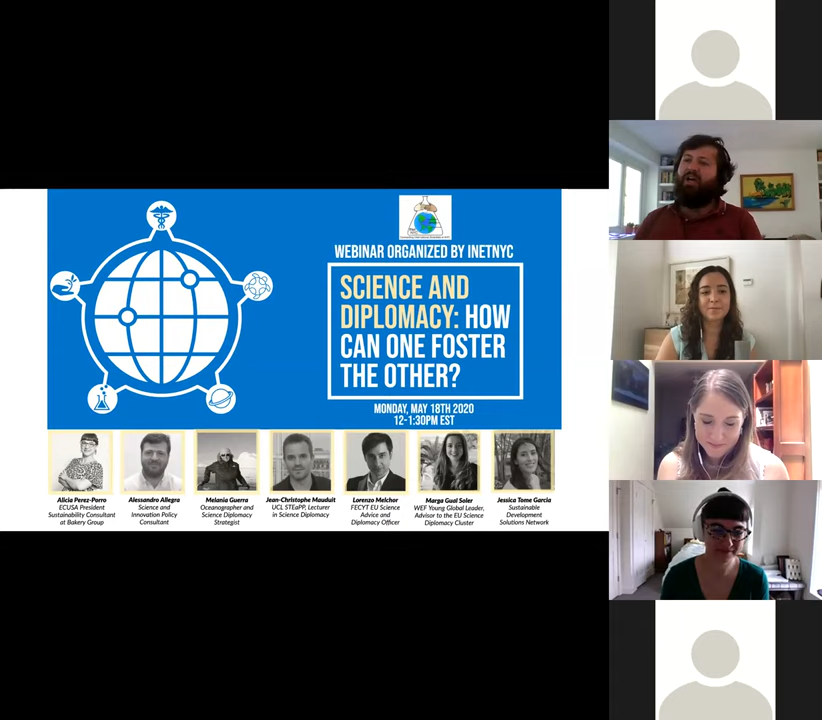 WEBINAR ORGANIZED BY INETNYC
SCIENCE AND
DIPLOMACY: HOW
CAN ONE FOSTER
THE OTHER?
MONDAY, MAY 18TH 2020
12-1:30PM EST
Alicia Perez-Porro
ECUSA President
Sustainability Consultant
at Bakery Group
Alessandro Allegra
Science and
Innovation Policy
Consultant
Melania Guerra
Oceanographer and
Science Diplomacy
Strategist
Jean-Christophe Mauduit
UCL STEaPP, Lecturer
in Science Diplomacy
Lorenzo Melchor
FECYT EU Science
Advice and
Diplomacy Officer
Marga Gual Soler
WEF Young Global Leader,
Advisor to the EU Science
Diplomacy Cluster
Jessica Tome Garcia
Sustainable
Development
Solutions Network